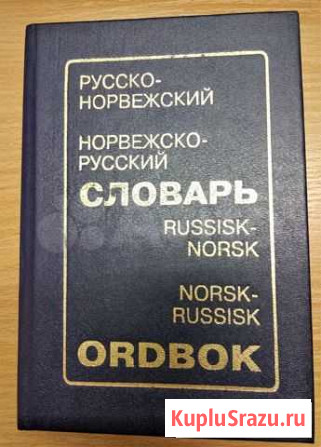 РУССКО-
НОРВЕЖСКИЙ
НОРВЕЖСКО-
РУССКИЙ
СЛОВАРЬ
RUSSISK-
NORSK
NORSK-
RUSSISK
ORDBOK
KupluSrazu.ru